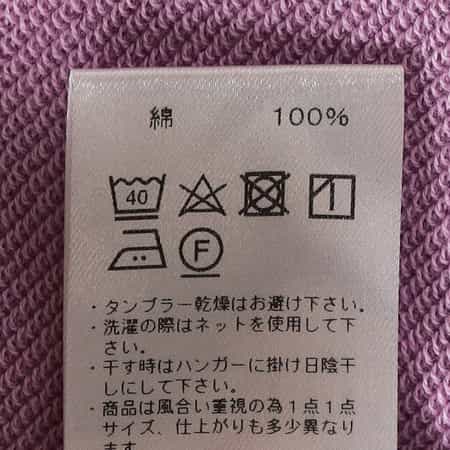 綿 100%
40
F
・タンブラー乾燥はお避け下さい。
・洗濯の際はネットを使用して下
さい。
・干す時はハンガーに掛け日陰干
しにして下さい。
・商品は風合い重視の為1点1点
サイズ、仕上がりも多少異なり
ます